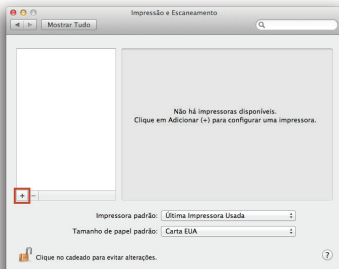 Impressão e Escaneamento
Mostrar Tudo
Não há impressoras disponíveis.
Clique em Adicionar (+) para configurar uma impressora.
+ −
Impressora padrão: Última Impressora Usada
Tamanho de papel padrão: Carta EUA
Clique no cadeado para evitar alterações.
?